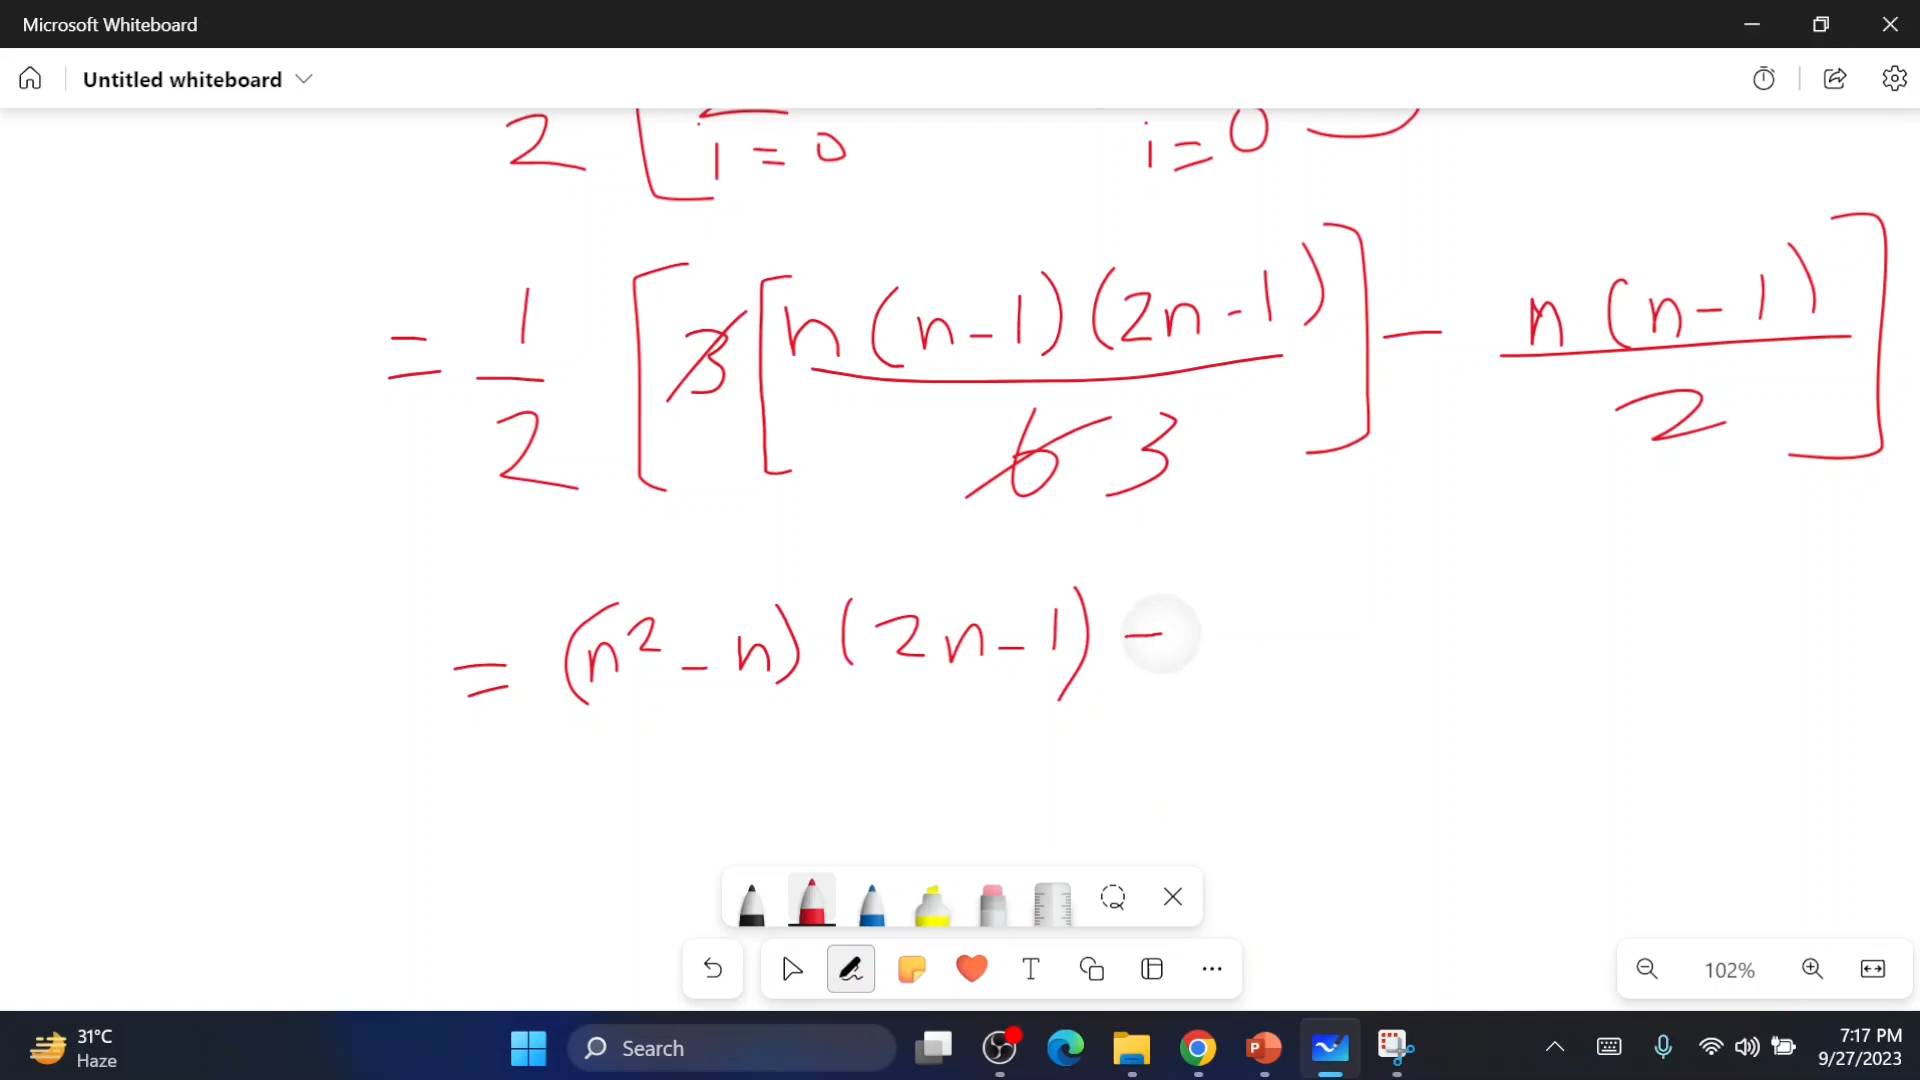 Microsoft Whiteboard
Untitled whiteboard
2 [ i = 0 i = 0
= 1/2 [ 3 [ n(n-1)(2n-1) / 6 3 ] - n(n-1) / 2 ]
= (n² - n) (2n-1) -
102%
31°C
Haze
Search
7:17 PM
9/27/2023